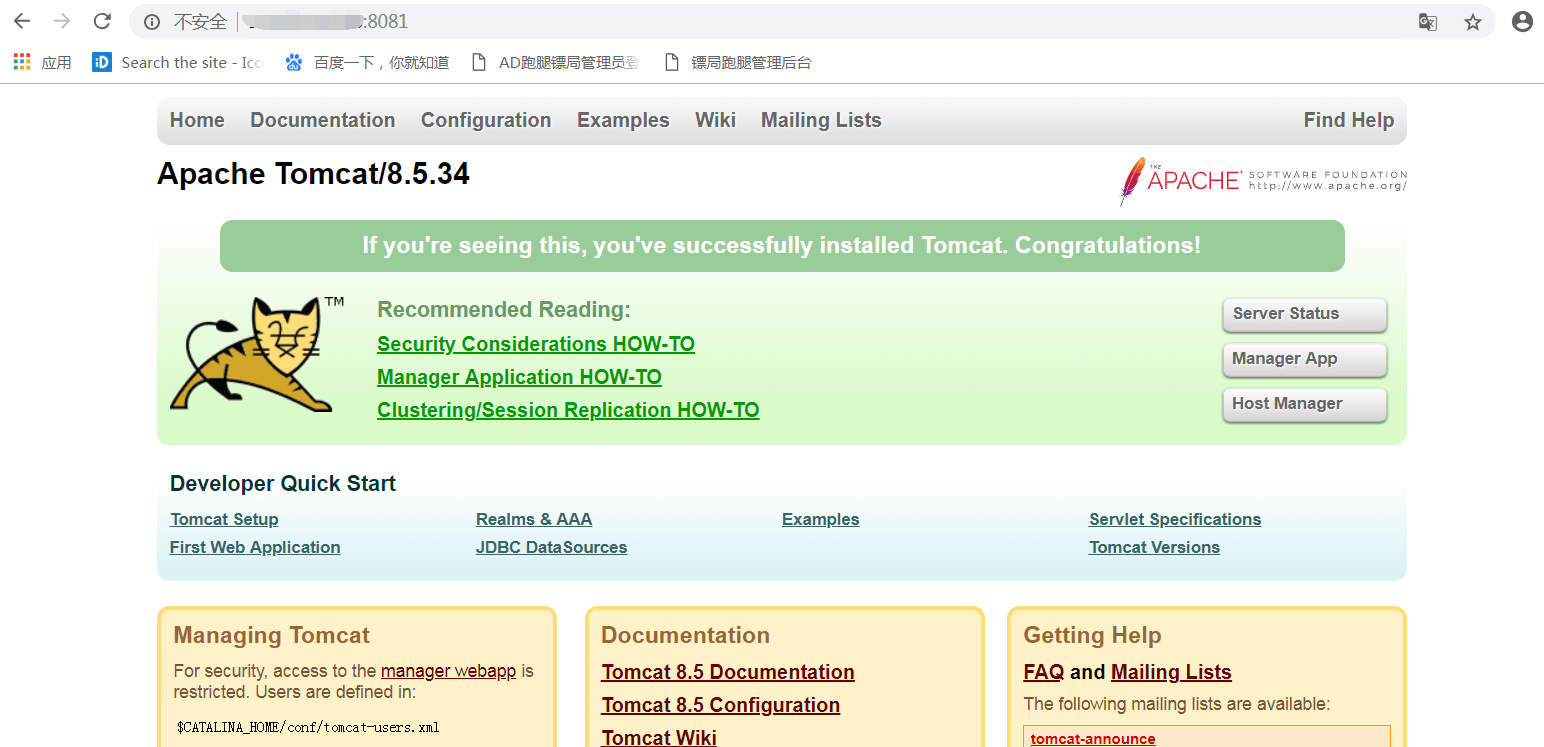 不安全 :8081
应用 Search the site - Ico 百度一下，你就知道 AD跑腿镖局管理员登 镖局跑腿管理后台
Home Documentation Configuration Examples Wiki Mailing Lists Find Help
Apache Tomcat/8.5.34
THE APACHE SOFTWARE FOUNDATION
http://www.apache.org/
If you're seeing this, you've successfully installed Tomcat. Congratulations!
TM
Recommended Reading:
Security Considerations HOW-TO
Manager Application HOW-TO
Clustering/Session Replication HOW-TO
Server Status
Manager App
Host Manager
Developer Quick Start
Tomcat Setup Realms & AAA Examples Servlet Specifications
First Web Application JDBC DataSources Tomcat Versions
Managing Tomcat
For security, access to the manager webapp is
restricted. Users are defined in:
$CATALINA_HOME/conf/tomcat-users.xml
Documentation
Tomcat 8.5 Documentation
Tomcat 8.5 Configuration
Tomcat Wiki
Getting Help
FAQ and Mailing Lists
The following mailing lists are available:
tomcat-announce